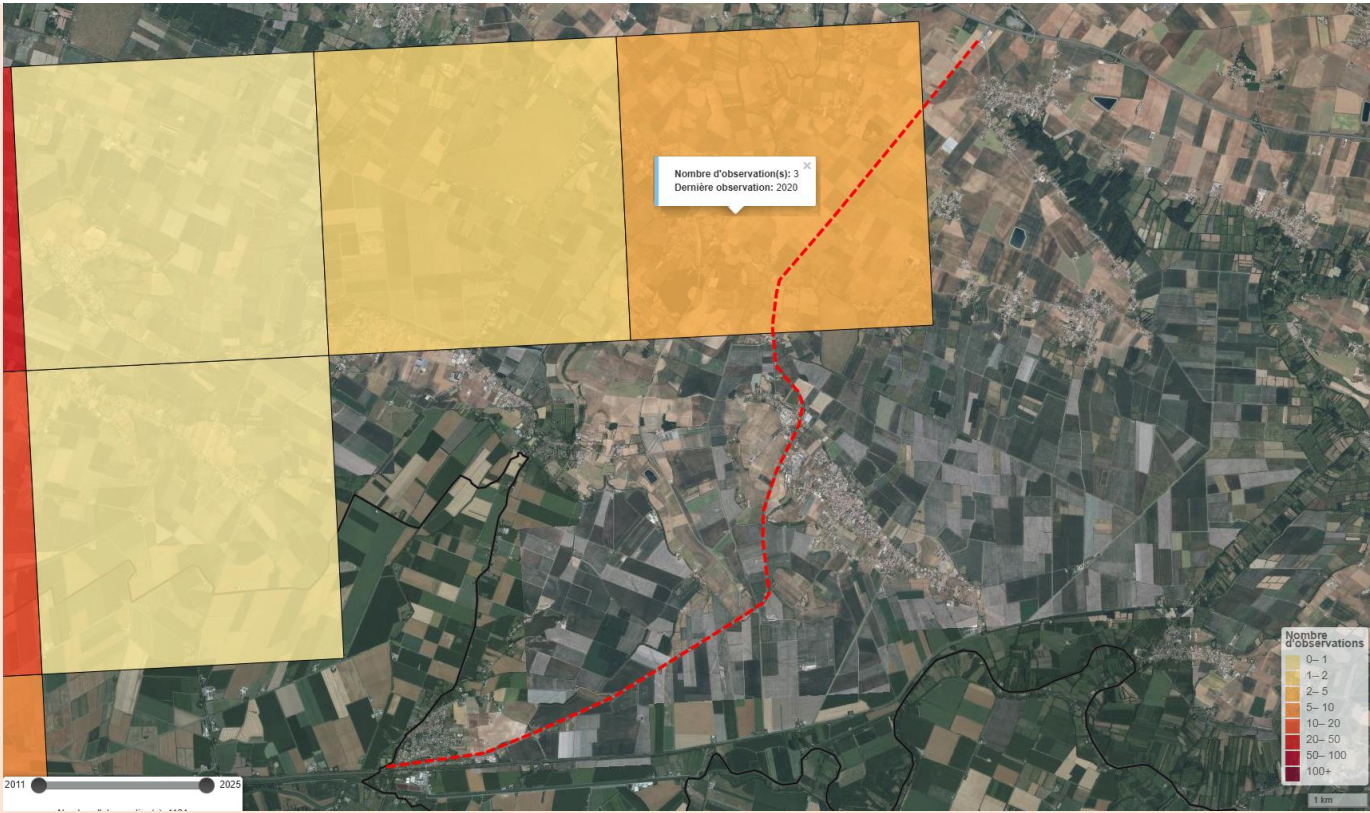 Nombre d'observation(s): 3 ×
Dernière observation: 2020
Nombre
d'observations
0– 1
1– 2
2– 5
5– 10
10– 20
20– 50
50– 100
100+
2011
2025
1 km